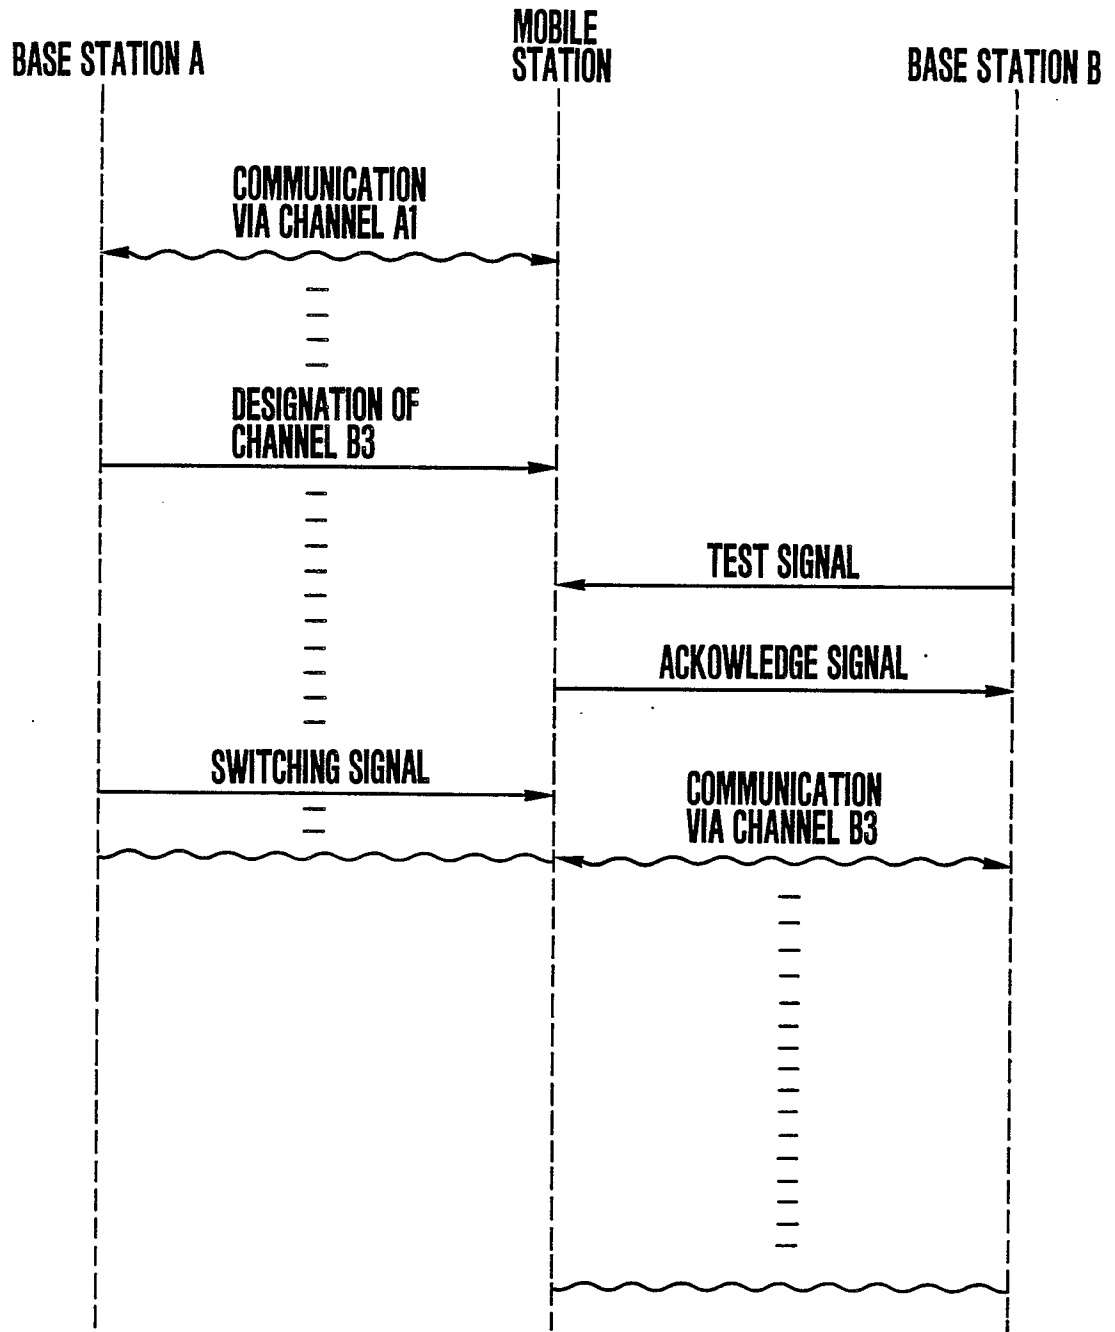 BASE STATION A
MOBILE
STATION
BASE STATION B
COMMUNICATION
VIA CHANNEL A1
DESIGNATION OF
CHANNEL B3
TEST SIGNAL
ACKOWLEDGE SIGNAL
SWITCHING SIGNAL
COMMUNICATION
VIA CHANNEL B3